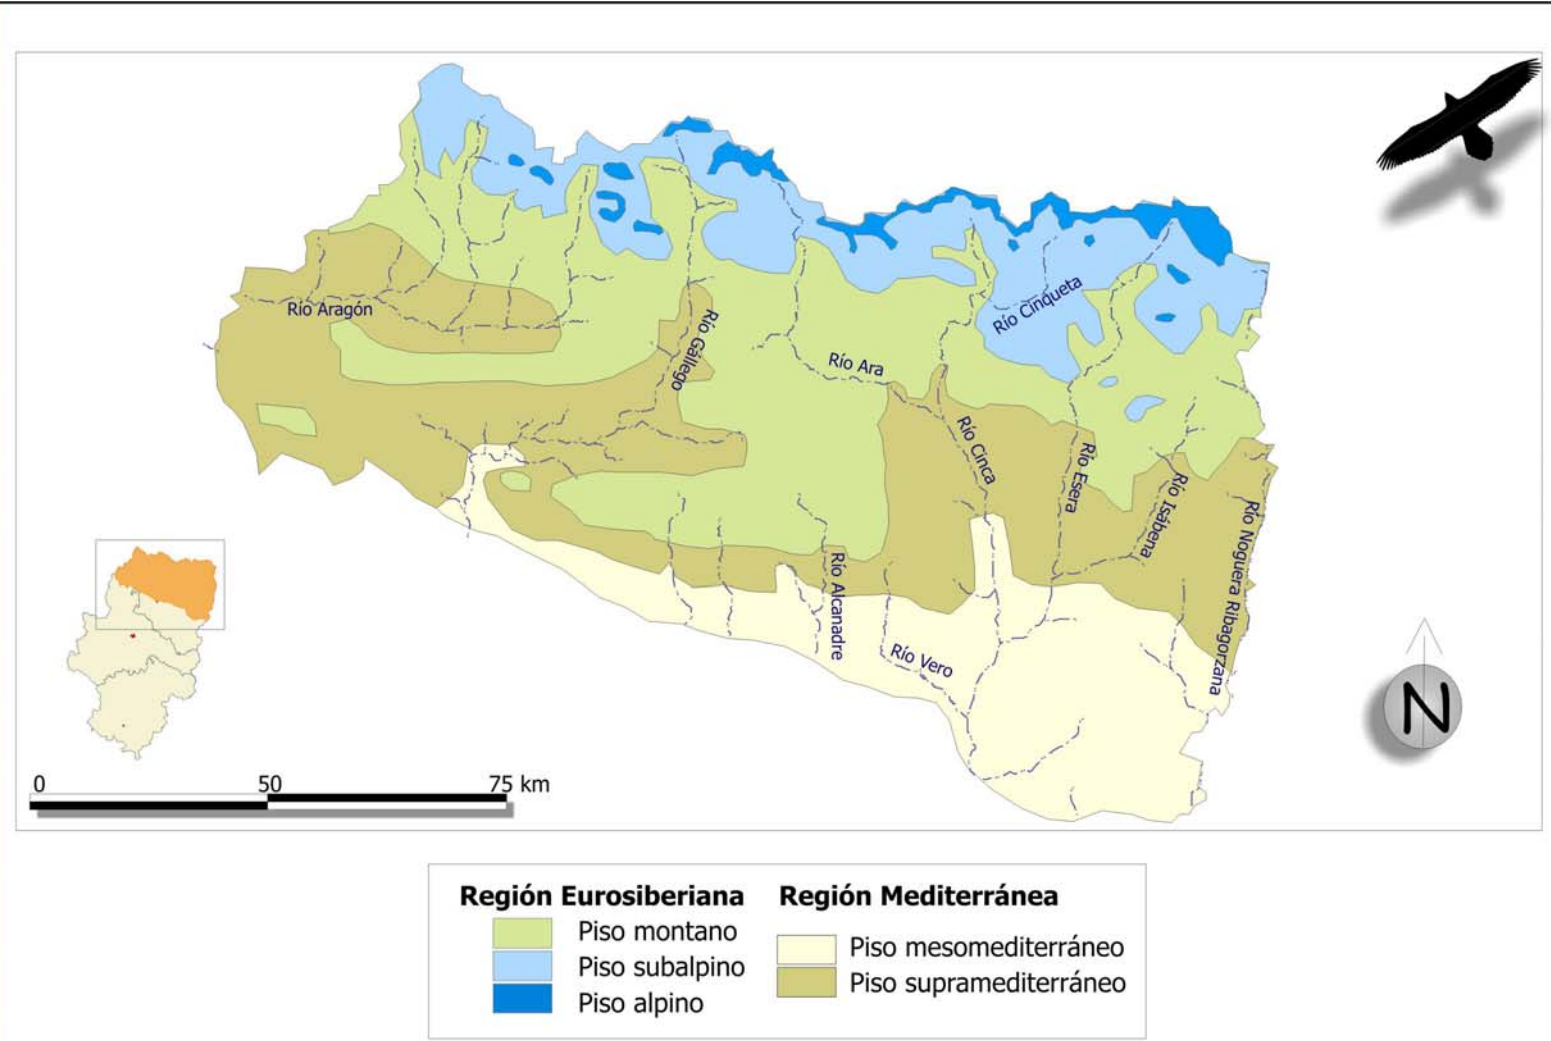 Río Aragón
Río Gállego
Río Ara
Río Cinqueta
Río Cinca
Río Esera
Río Isábena
Río Noguera Ribagorzana
Río Alcanadre
Río Vero
N
0 50 75 km
Región Eurosiberiana
Piso montano
Piso subalpino
Piso alpino
Región Mediterránea
Piso mesomediterráneo
Piso supramediterráneo